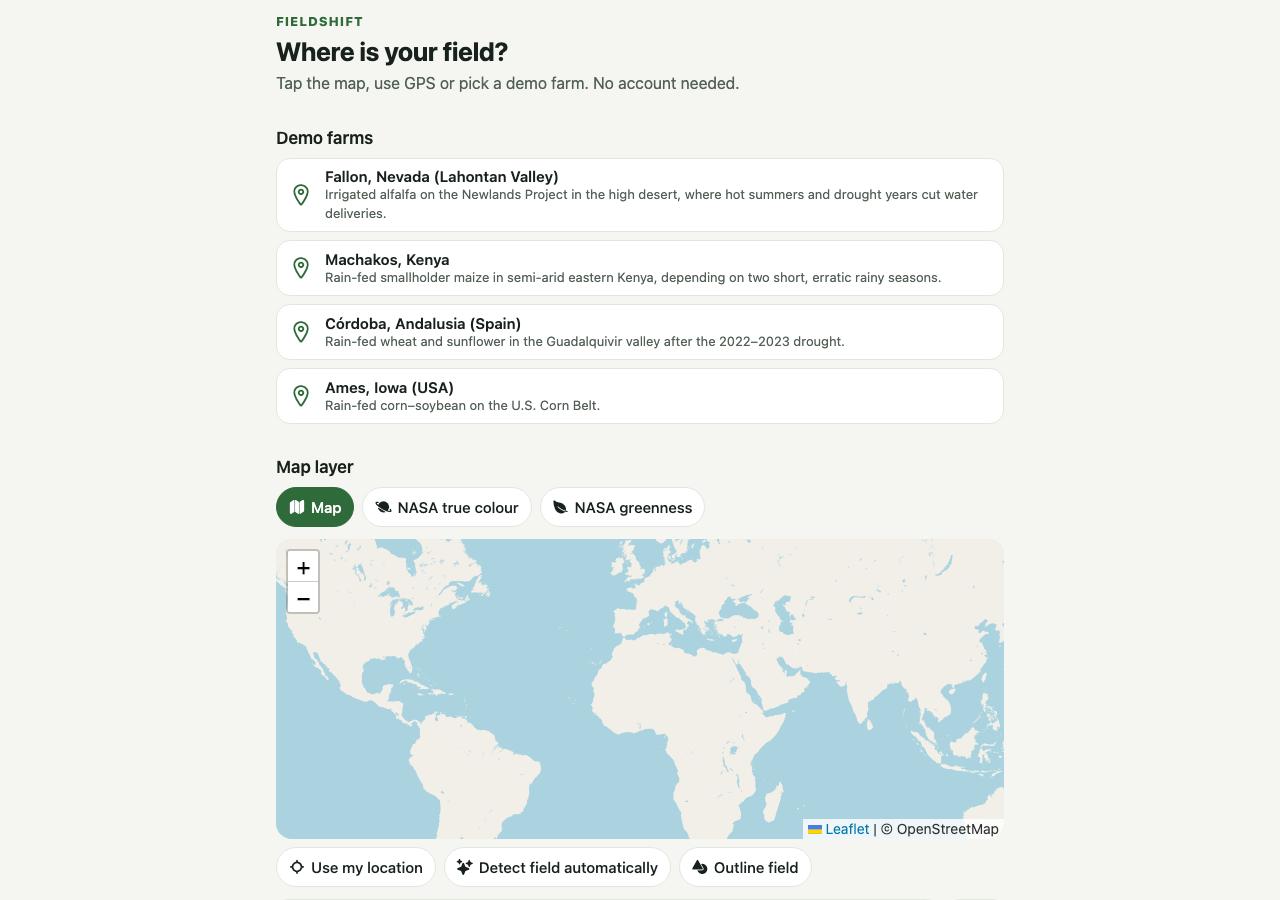 FIELDSHIFT
Where is your field?
Tap the map, use GPS or pick a demo farm. No account needed.
Demo farms
Fallon, Nevada (Lahontan Valley)
Irrigated alfalfa on the Newlands Project in the high desert, where hot summers and drought years cut water
deliveries.
Machakos, Kenya
Rain-fed smallholder maize in semi-arid eastern Kenya, depending on two short, erratic rainy seasons.
Córdoba, Andalusia (Spain)
Rain-fed wheat and sunflower in the Guadalquivir valley after the 2022–2023 drought.
Ames, Iowa (USA)
Rain-fed corn–soybean on the U.S. Corn Belt.
Map layer
Map NASA true colour NASA greenness
+
−
Leaflet | © OpenStreetMap
Use my location Detect field automatically Outline field